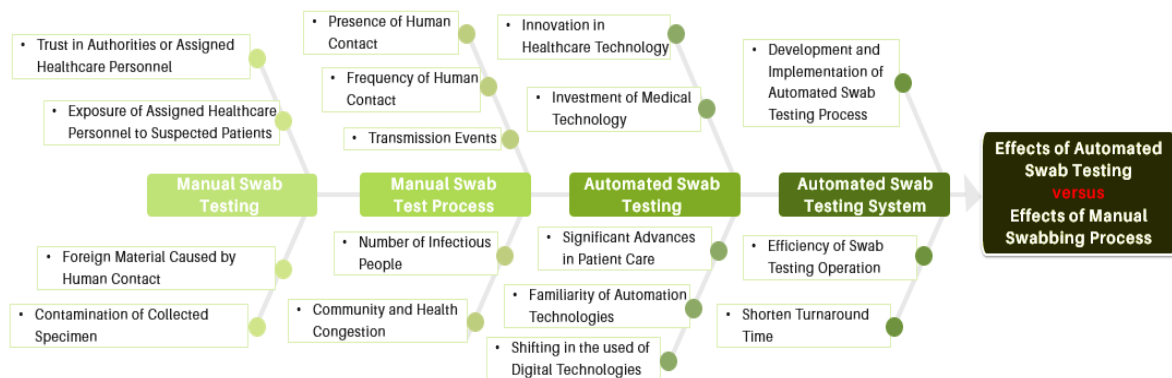 • Trust in Authorities or Assigned
Healthcare Personnel
• Exposure of Assigned Healthcare
Personnel to Suspected Patients
Manual Swab
Testing
• Foreign Material Caused by
Human Contact
• Contamination of Collected
Specimen
• Presence of Human
Contact
• Frequency of Human
Contact
• Transmission Events
Manual Swab
Test Process
• Number of Infectious
People
• Community and Health
Congestion
• Innovation in
Healthcare Technology
• Investment of Medical
Technology
Automated Swab
Testing
• Significant Advances
in Patient Care
• Familiarity of Automation
Technologies
• Shifting in the used of
Digital Technologies
• Development and
Implementation of
Automated Swab
Testing Process
Automated Swab
Testing System
• Efficiency of Swab
Testing Operation
• Shorten Turnaround
Time
Effects of Automated
Swab Testing
versus
Effects of Manual
Swabbing Process